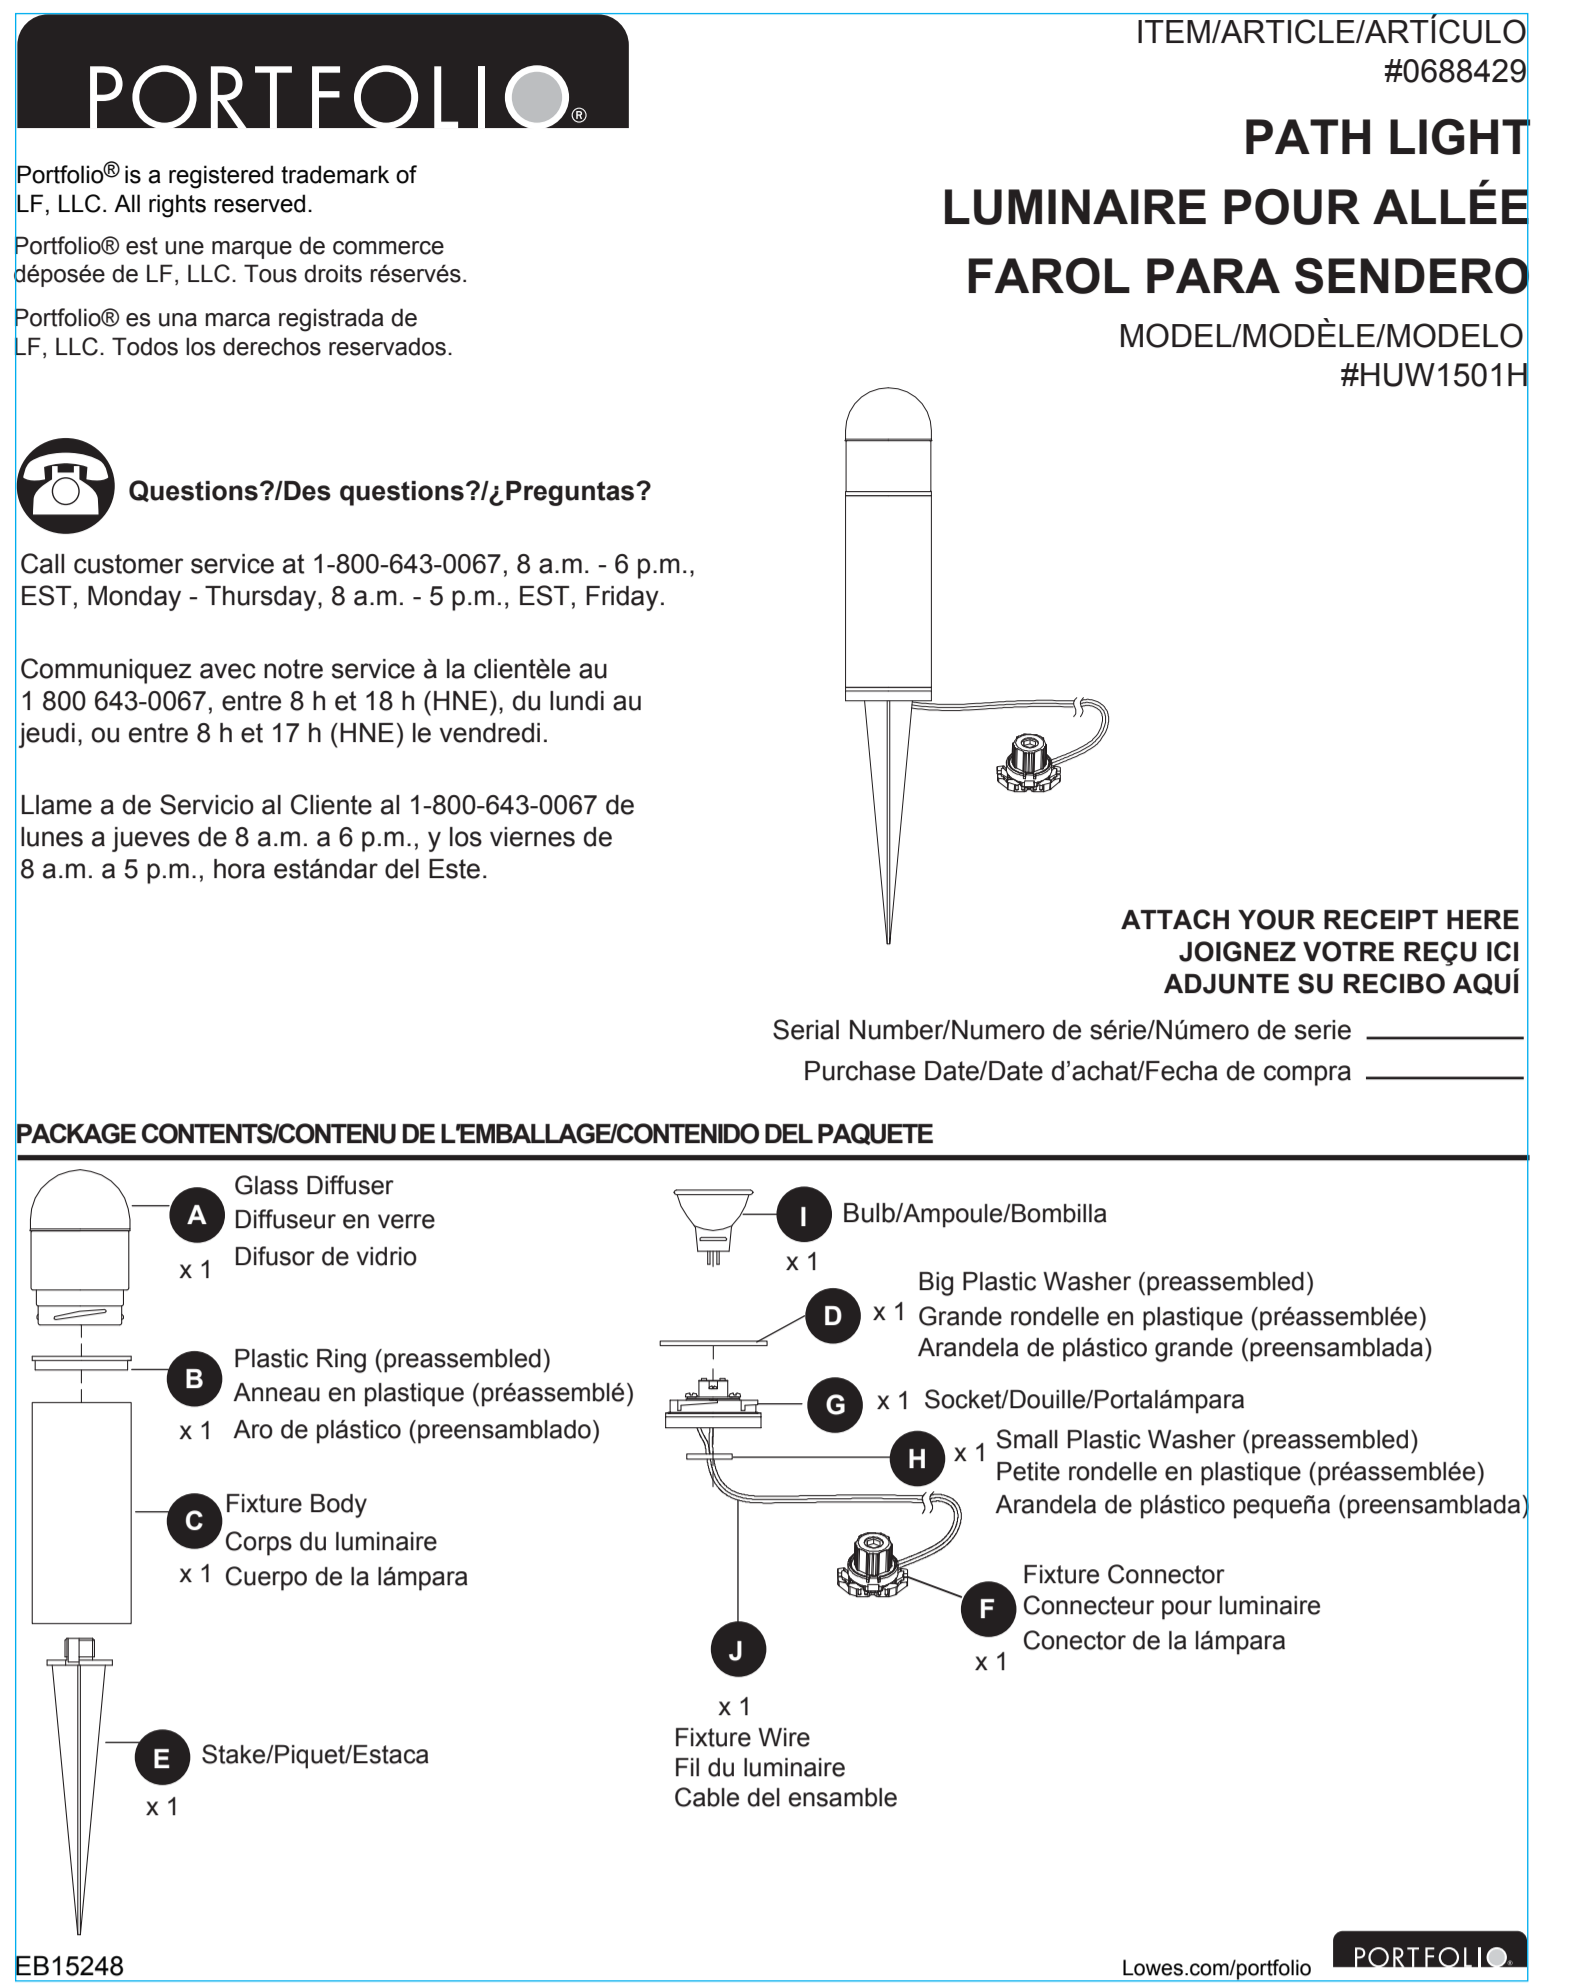 PORTFOLIO®
ITEM/ARTICLE/ARTÍCULO
#0688429
PATH LIGHT
LUMINAIRE POUR ALLÉE
FAROL PARA SENDERO
MODEL/MODÈLE/MODELO
#HUW1501H
Portfolio® is a registered trademark of
LF, LLC. All rights reserved.
Portfolio® est une marque de commerce
déposée de LF, LLC. Tous droits réservés.
Portfolio® es una marca registrada de
LF, LLC. Todos los derechos reservados.
Questions?/Des questions?/¿Preguntas?
Call customer service at 1-800-643-0067, 8 a.m. - 6 p.m.,
EST, Monday - Thursday, 8 a.m. - 5 p.m., EST, Friday.
Communiquez avec notre service à la clientèle au
1 800 643-0067, entre 8 h et 18 h (HNE), du lundi au
jeudi, ou entre 8 h et 17 h (HNE) le vendredi.
Llame a de Servicio al Cliente al 1-800-643-0067 de
lunes a jueves de 8 a.m. a 6 p.m., y los viernes de
8 a.m. a 5 p.m., hora estándar del Este.
ATTACH YOUR RECEIPT HERE
JOIGNEZ VOTRE REÇU ICI
ADJUNTE SU RECIBO AQUÍ
Serial Number/Numero de série/Número de serie
Purchase Date/Date d’achat/Fecha de compra
PACKAGE CONTENTS/CONTENU DE L'EMBALLAGE/CONTENIDO DEL PAQUETE
A
x 1
Glass Diffuser
Diffuseur en verre
Difusor de vidrio
B
x 1
Plastic Ring (preassembled)
Anneau en plastique (préassemblé)
Aro de plástico (preensamblado)
C
x 1
Fixture Body
Corps du luminaire
Cuerpo de la lámpara
E
x 1
Stake/Piquet/Estaca
I
x 1
Bulb/Ampoule/Bombilla
D
x 1
Big Plastic Washer (preassembled)
Grande rondelle en plastique (préassemblée)
Arandela de plástico grande (preensamblada)
G
x 1
Socket/Douille/Portalámpara
H
x 1
Small Plastic Washer (preassembled)
Petite rondelle en plastique (préassemblée)
Arandela de plástico pequeña (preensamblada)
F
x 1
Fixture Connector
Connecteur pour luminaire
Conector de la lámpara
J
x 1
Fixture Wire
Fil du luminaire
Cable del ensamble
EB15248
Lowes.com/portfolio
PORTFOLIO®